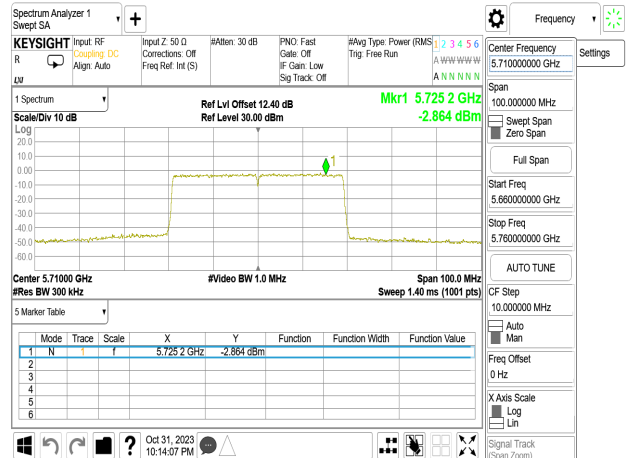 Spectrum Analyzer 1
Swept SA
Frequency
KEYSIGHT
R
Input: RF
Coupling: DC
Align: Auto
Input Z: 50 Ω
Corrections: Off
Freq Ref: Int (S)
#Atten: 30 dB
PNO: Fast
Gate: Off
IF Gain: Low
Sig Track: Off
#Avg Type: Power (RMS
Trig: Free Run
1 2 3 4 5 6
A W W W W W
A N N N N N
1 Spectrum
Scale/Div 10 dB
Ref Lvl Offset 12.40 dB
Ref Level 30.00 dBm
Mkr1 5.725 2 GHz
-2.864 dBm
Log
20.0
10.0
0.00
-10.0
-20.0
-30.0
-40.0
-50.0
-60.0
1
Center 5.71000 GHz
#Res BW 300 kHz
#Video BW 1.0 MHz
Span 100.0 MHz
Sweep 1.40 ms (1001 pts)
5 Marker Table
Mode Trace Scale X Y Function Function Width Function Value
1 N 1 f 5.725 2 GHz -2.864 dBm
2
3
4
5
6
Oct 31, 2023
10:14:07 PM
?
Center Frequency
5.710000000 GHz
Settings
Span
100.000000 MHz
Swept Span
Zero Span
Full Span
Start Freq
5.660000000 GHz
Stop Freq
5.760000000 GHz
AUTO TUNE
CF Step
10.000000 MHz
Auto
Man
Freq Offset
0 Hz
X Axis Scale
Log
Lin
Signal Track
(Span Zoom)